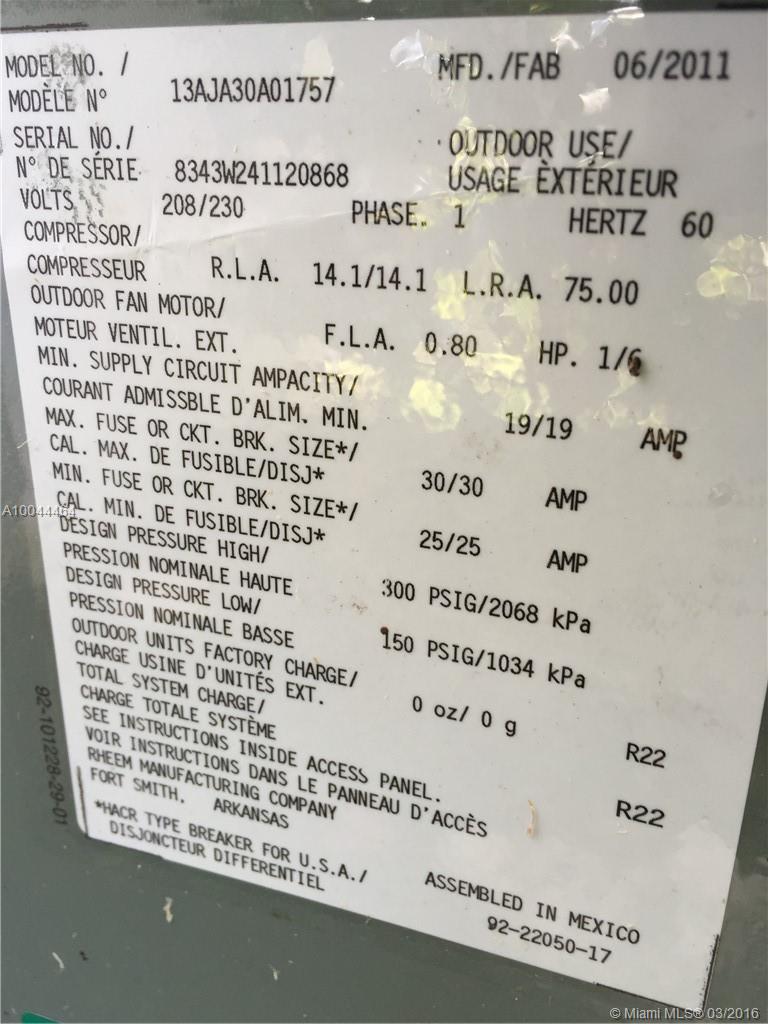 MODEL NO. /
MODÈLE N° 13AJA30A01757
MFD./FAB 06/2011
SERIAL NO./
N° DE SÉRIE 8343W241120868
OUTDOOR USE/
USAGE ÈXTÉRIEUR
VOLTS 208/230 PHASE. 1 HERTZ 60
COMPRESSOR/
COMPRESSEUR R.L.A. 14.1/14.1 L.R.A. 75.00
OUTDOOR FAN MOTOR/
MOTEUR VENTIL. EXT. F.L.A. 0.80 HP. 1/6
MIN. SUPPLY CIRCUIT AMPACITY/
COURANT ADMISSBLE D'ALIM. MIN. 19/19 AMP
MAX. FUSE OR CKT. BRK. SIZE*/
CAL. MAX. DE FUSIBLE/DISJ* 30/30 AMP
MIN. FUSE OR CKT. BRK. SIZE*/
CAL. MIN. DE FUSIBLE/DISJ* 25/25 AMP
DESIGN PRESSURE HIGH/
PRESSION NOMINALE HAUTE 300 PSIG/2068 kPa
DESIGN PRESSURE LOW/
PRESSION NOMINALE BASSE 150 PSIG/1034 kPa
OUTDOOR UNITS FACTORY CHARGE/
CHARGE USINE D'UNITÉS EXT. 0 oz/ 0 g R22
TOTAL SYSTEM CHARGE/
CHARGE TOTALE SYSTÈME R22
SEE INSTRUCTIONS INSIDE ACCESS PANEL.
VOIR INSTRUCTIONS DANS LE PANNEAU D'ACCÈS
RHEEM MANUFACTURING COMPANY
FORT SMITH, ARKANSAS
*HACR TYPE BREAKER FOR U.S.A./
DISJONCTEUR DIFFERENTIEL
ASSEMBLED IN MEXICO
92-22050-17
92-101228-29-01
A10044464
© Miami MLS® 03/2016